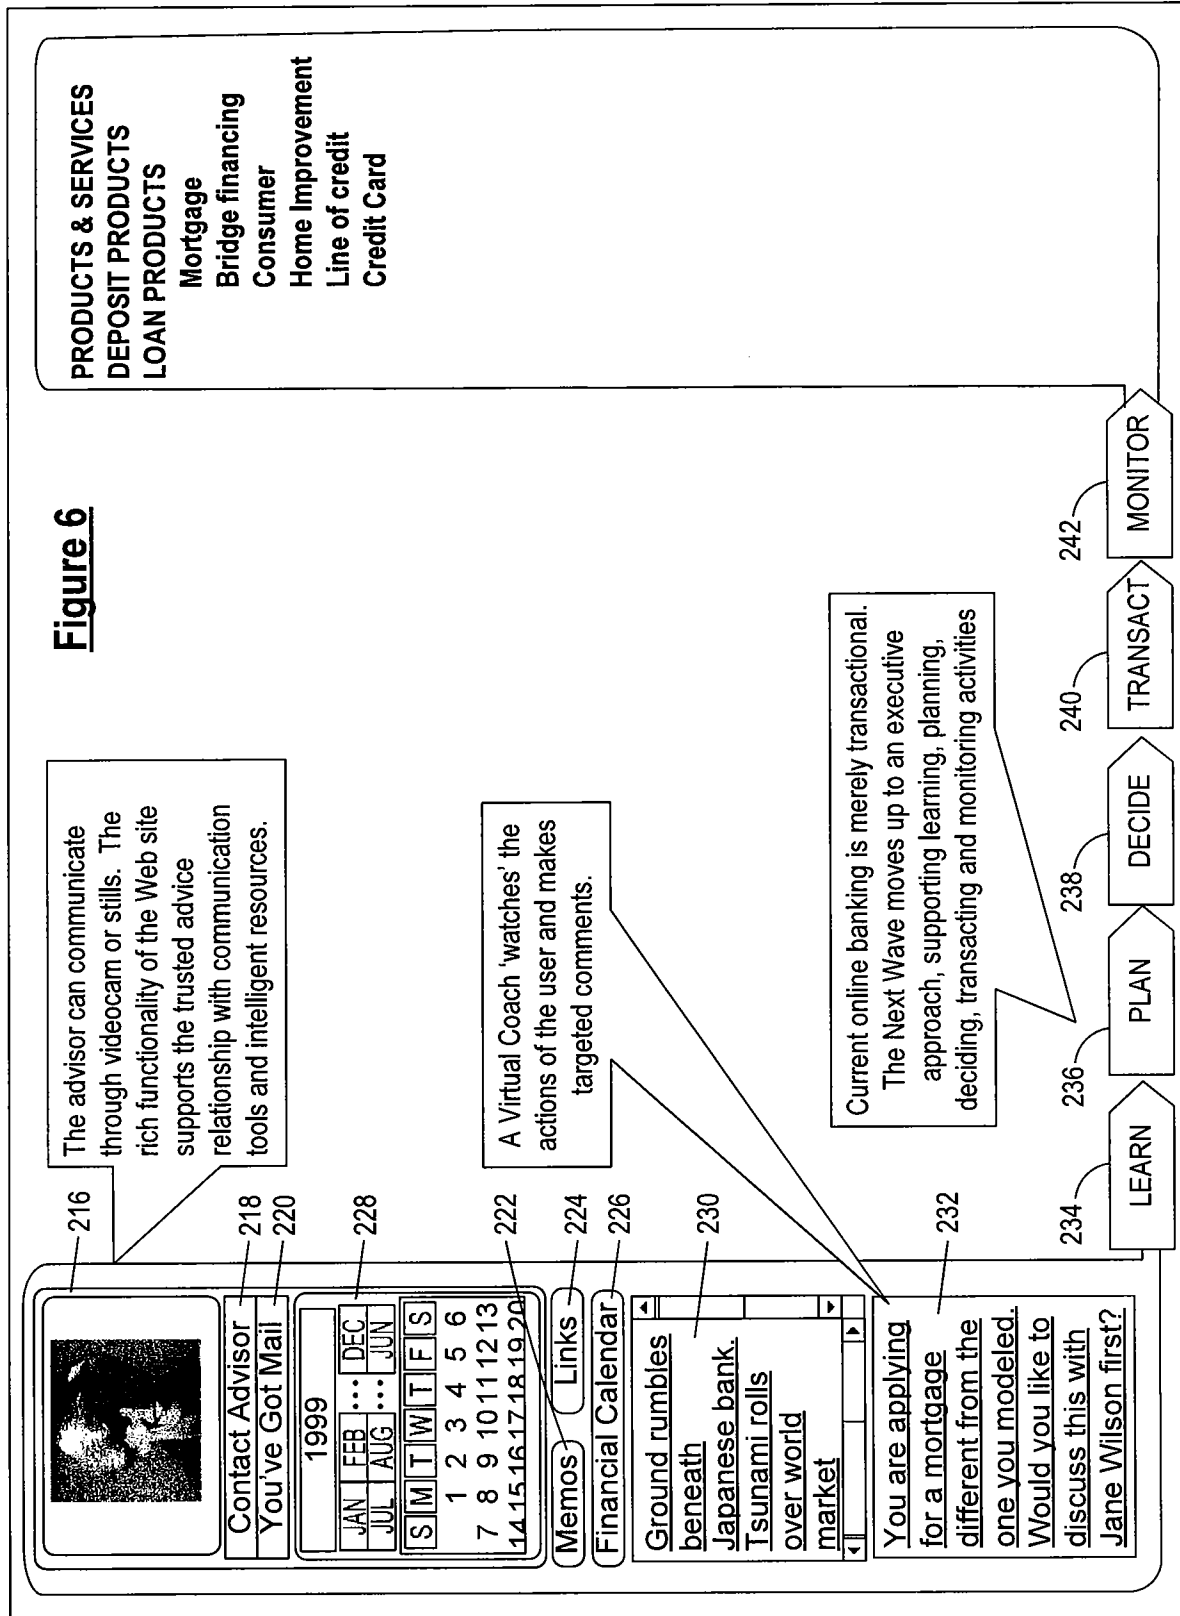 Figure 6
216
The advisor can communicate
through videocam or stills. The
rich functionality of the Web site
supports the trusted advice
relationship with communication
tools and intelligent resources.
Contact Advisor
218
You've Got Mail
220
1999
JAN FEB ••• DEC
JUL AUG ••• JUN
228
S M T W T F S
1 2 3 4 5 6
7 8 9 10 11 12 13
14 15 16 17 18 19 20
222
Memos
Links
224
Financial Calendar
226
A Virtual Coach 'watches' the
actions of the user and makes
targeted comments.
Ground rumbles
beneath
Japanese bank.
Tsunami rolls
over world
market
230
You are applying
for a mortgage
different from the
one you modeled.
Would you like to
discuss this with
Jane Wilson first?
232
Current online banking is merely transactional.
The Next Wave moves up to an executive
approach, supporting learning, planning,
deciding, transacting and monitoring activities
234
LEARN
236
PLAN
238
DECIDE
240
TRANSACT
242
MONITOR
PRODUCTS & SERVICES
DEPOSIT PRODUCTS
LOAN PRODUCTS
Mortgage
Bridge financing
Consumer
Home Improvement
Line of credit
Credit Card